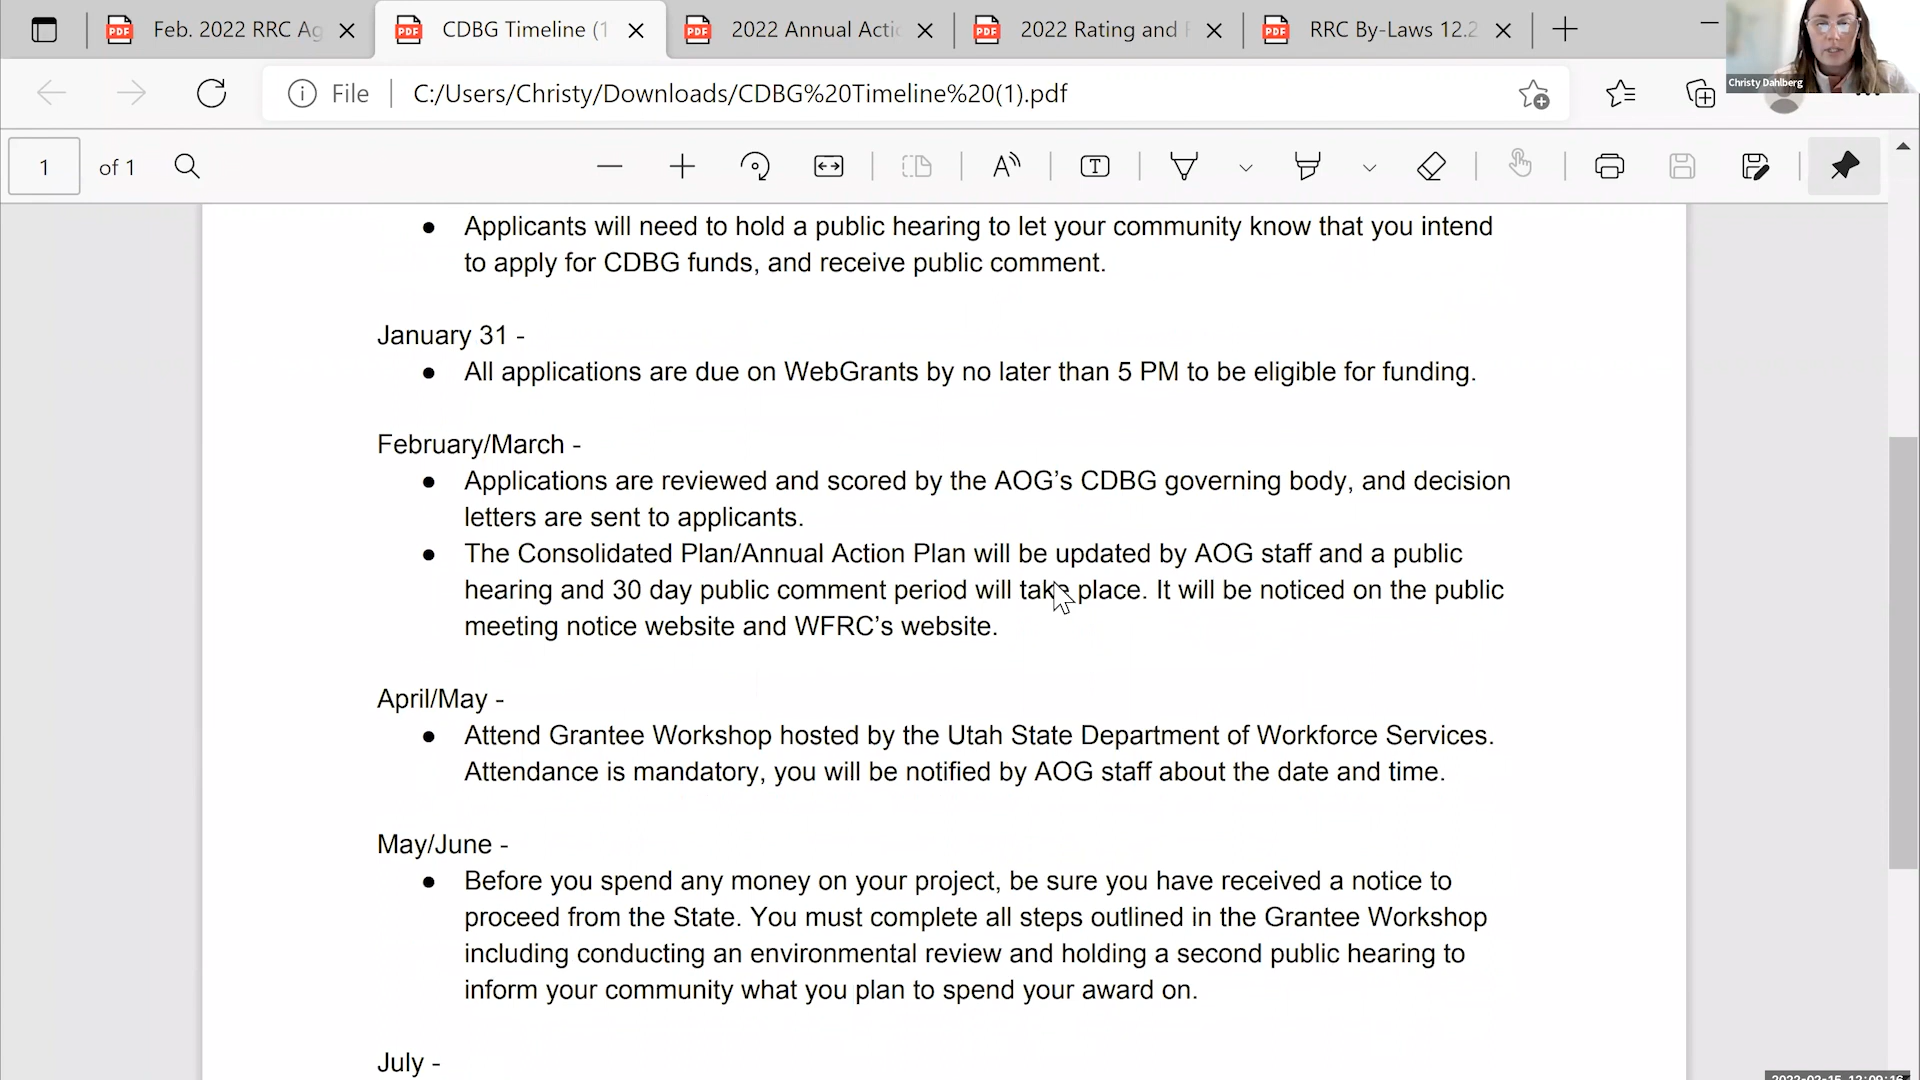 Feb. 2022 RRC Ag
CDBG Timeline (1
2022 Annual Acti
2022 Rating and
RRC By-Laws 12.2
Christy Dahlberg
File
C:/Users/Christy/Downloads/CDBG%20Timeline%20(1).pdf
1 of 1
Applicants will need to hold a public hearing to let your community know that you intend
to apply for CDBG funds, and receive public comment.
January 31 -
All applications are due on WebGrants by no later than 5 PM to be eligible for funding.
February/March -
Applications are reviewed and scored by the AOG’s CDBG governing body, and decision
letters are sent to applicants.
The Consolidated Plan/Annual Action Plan will be updated by AOG staff and a public
hearing and 30 day public comment period will take place. It will be noticed on the public
meeting notice website and WFRC’s website.
April/May -
Attend Grantee Workshop hosted by the Utah State Department of Workforce Services.
Attendance is mandatory, you will be notified by AOG staff about the date and time.
May/June -
Before you spend any money on your project, be sure you have received a notice to
proceed from the State. You must complete all steps outlined in the Grantee Workshop
including conducting an environmental review and holding a second public hearing to
inform your community what you plan to spend your award on.
July -